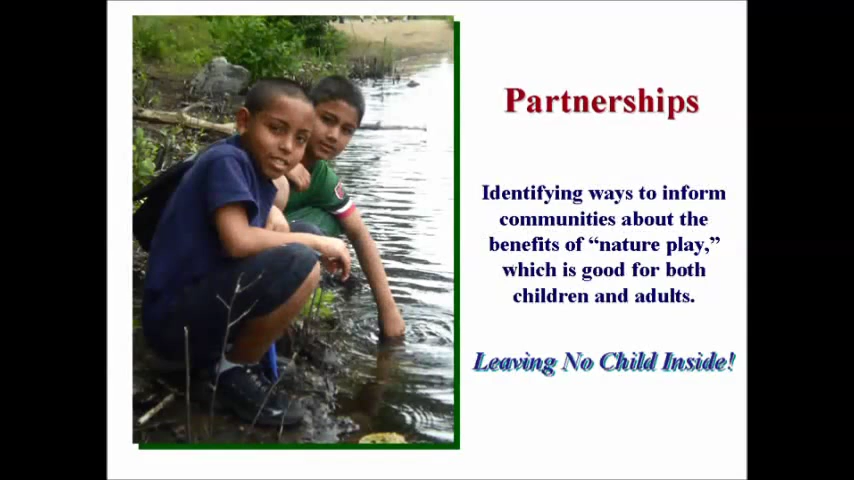 Partnerships
Identifying ways to inform
communities about the
benefits of “nature play,”
which is good for both
children and adults.
Leaving No Child Inside!